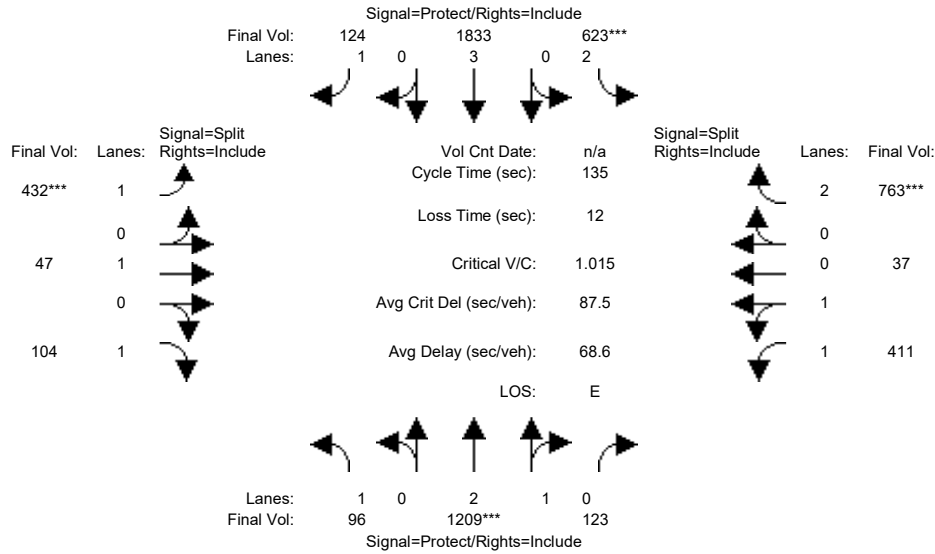 Signal=Protect/Rights=Include
Final Vol: 124 1833 623***
Lanes: 1 0 3 0 2
Signal=Split Signal=Split
Final Vol: Lanes: Rights=Include Vol Cnt Date: n/a Rights=Include Lanes: Final Vol:
Cycle Time (sec): 135
432*** 1 2 763***
Loss Time (sec): 12
0 0
47 1 Critical V/C: 1.015 0 37
0 Avg Crit Del (sec/veh): 87.5 1
104 1 Avg Delay (sec/veh): 68.6 1 411
LOS: E
Lanes: 1 0 2 1 0
Final Vol: 96 1209*** 123
Signal=Protect/Rights=Include